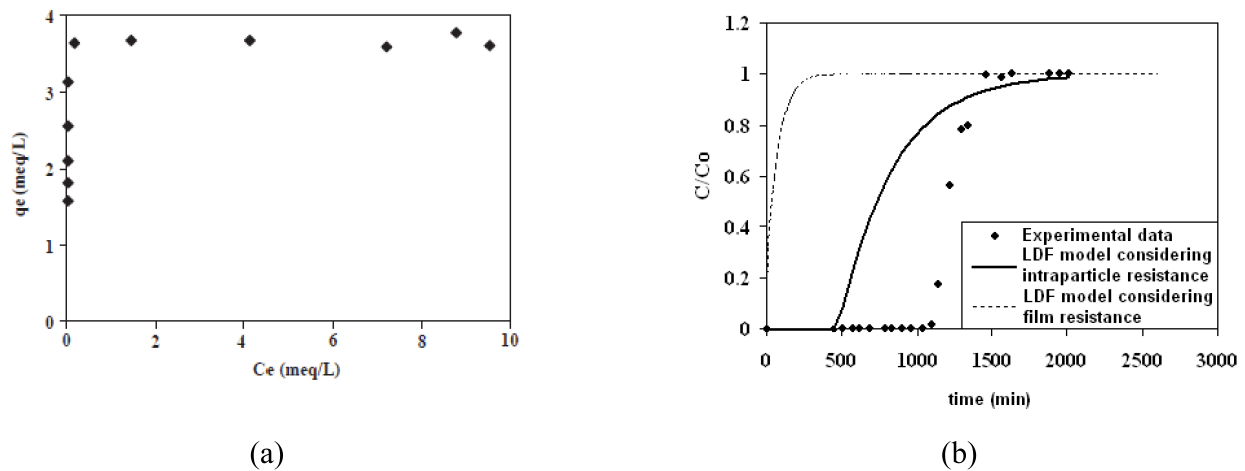 4
3
2
1
0
qe (meq/L)
0 2 4 6 8 10
Ce (meq/L)
(a)
1.2
1
0.8
0.6
0.4
0.2
0
C/Co
Experimental data
LDF model considering
intraparticle resistance
LDF model considering
film resistance
0 500 1000 1500 2000 2500 3000
time (min)
(b)